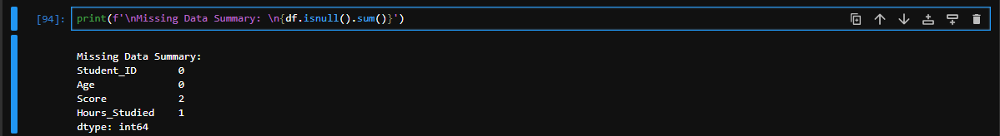 [94]: print(f'\nMissing Data Summary: \n{df.isnull().sum()}')
Missing Data Summary:
Student_ID       0
Age              0
Score            2
Hours_Studied    1
dtype: int64